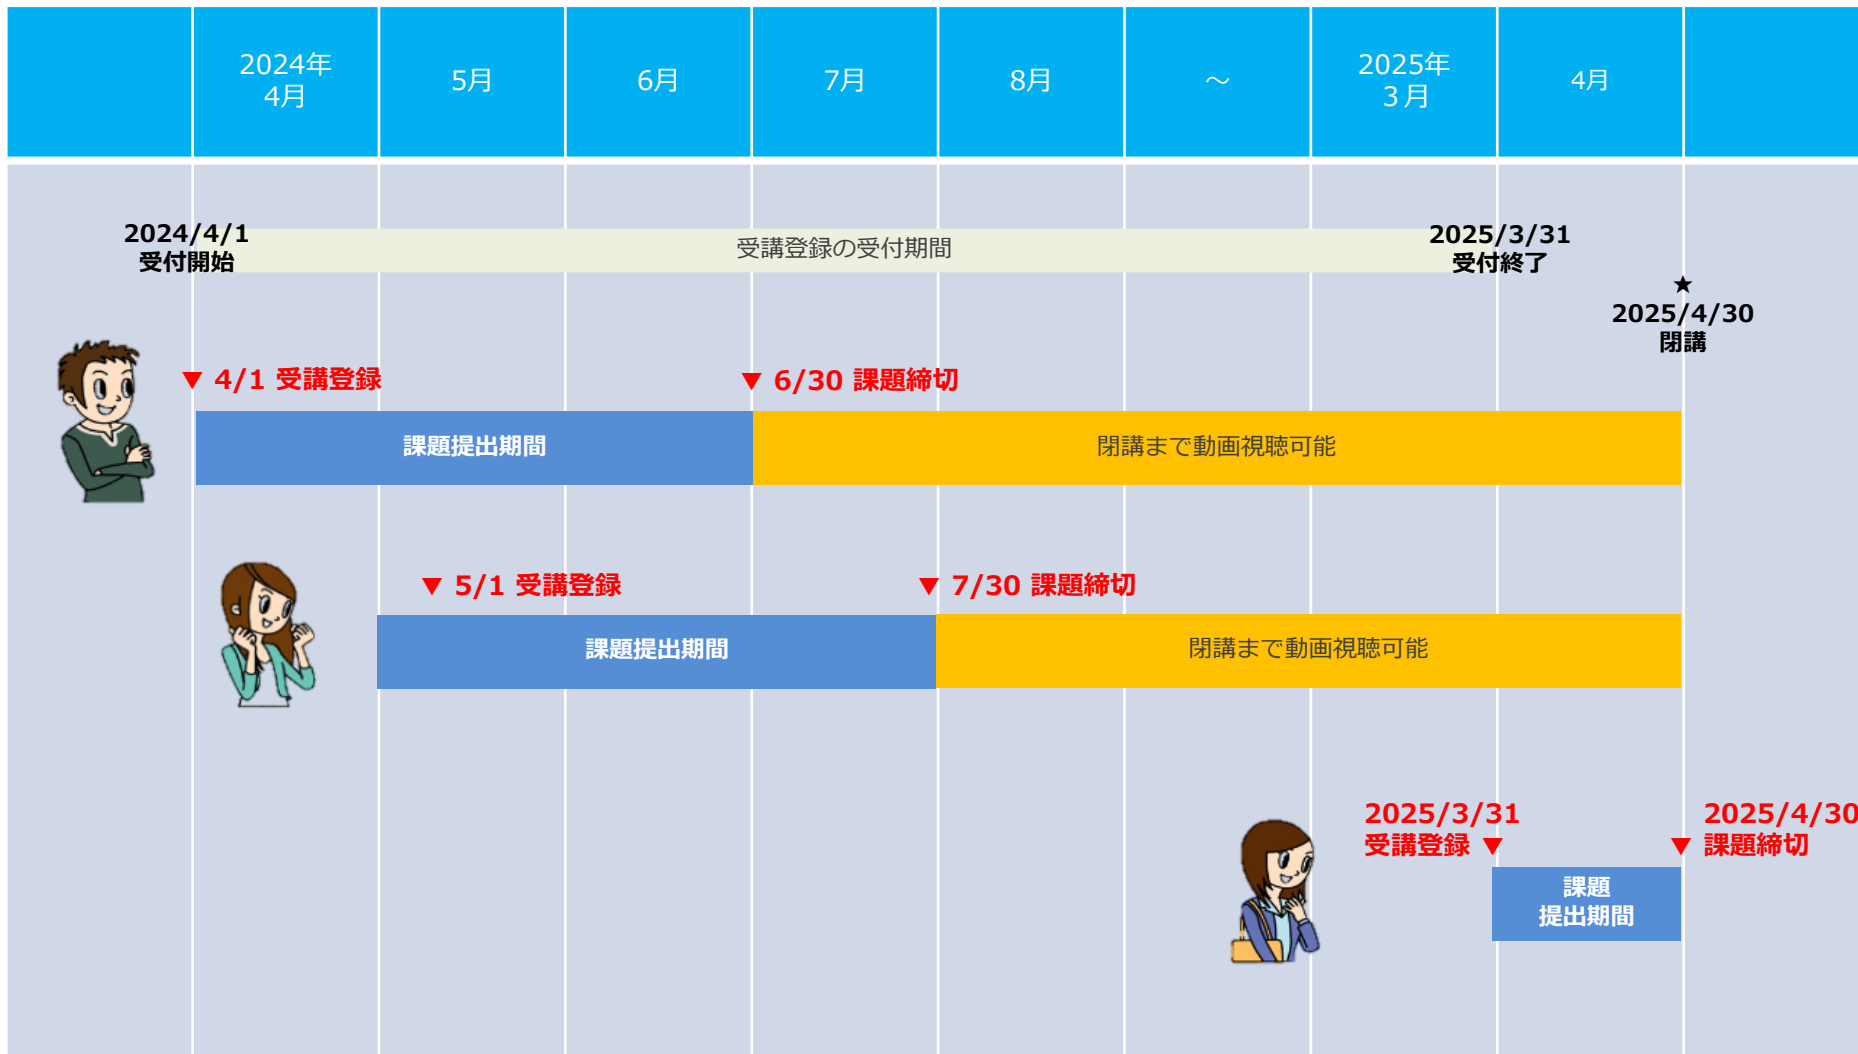 2024年
4月
5月
6月
7月
8月
～
2025年
３月
4月
2024/4/1
受付開始
受講登録の受付期間
2025/3/31
受付終了
★
2025/4/30
閉講
▼ 4/1 受講登録
▼ 6/30 課題締切
課題提出期間
閉講まで動画視聴可能
▼ 5/1 受講登録
▼ 7/30 課題締切
課題提出期間
閉講まで動画視聴可能
2025/3/31
受講登録 ▼
2025/4/30
▼ 課題締切
課題
提出期間